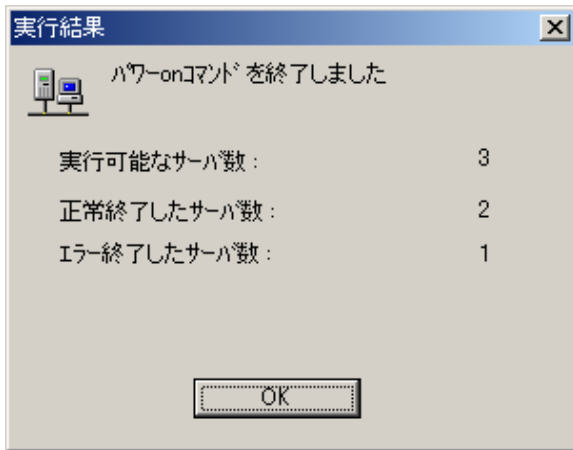 実行結果
ﾊﾟﾜｰonｺﾏﾝﾄﾞを終了しました
実行可能なｻｰﾊﾞ数： 3
正常終了したｻｰﾊﾞ数： 2
ｴﾗｰ終了したｻｰﾊﾞ数： 1
OK